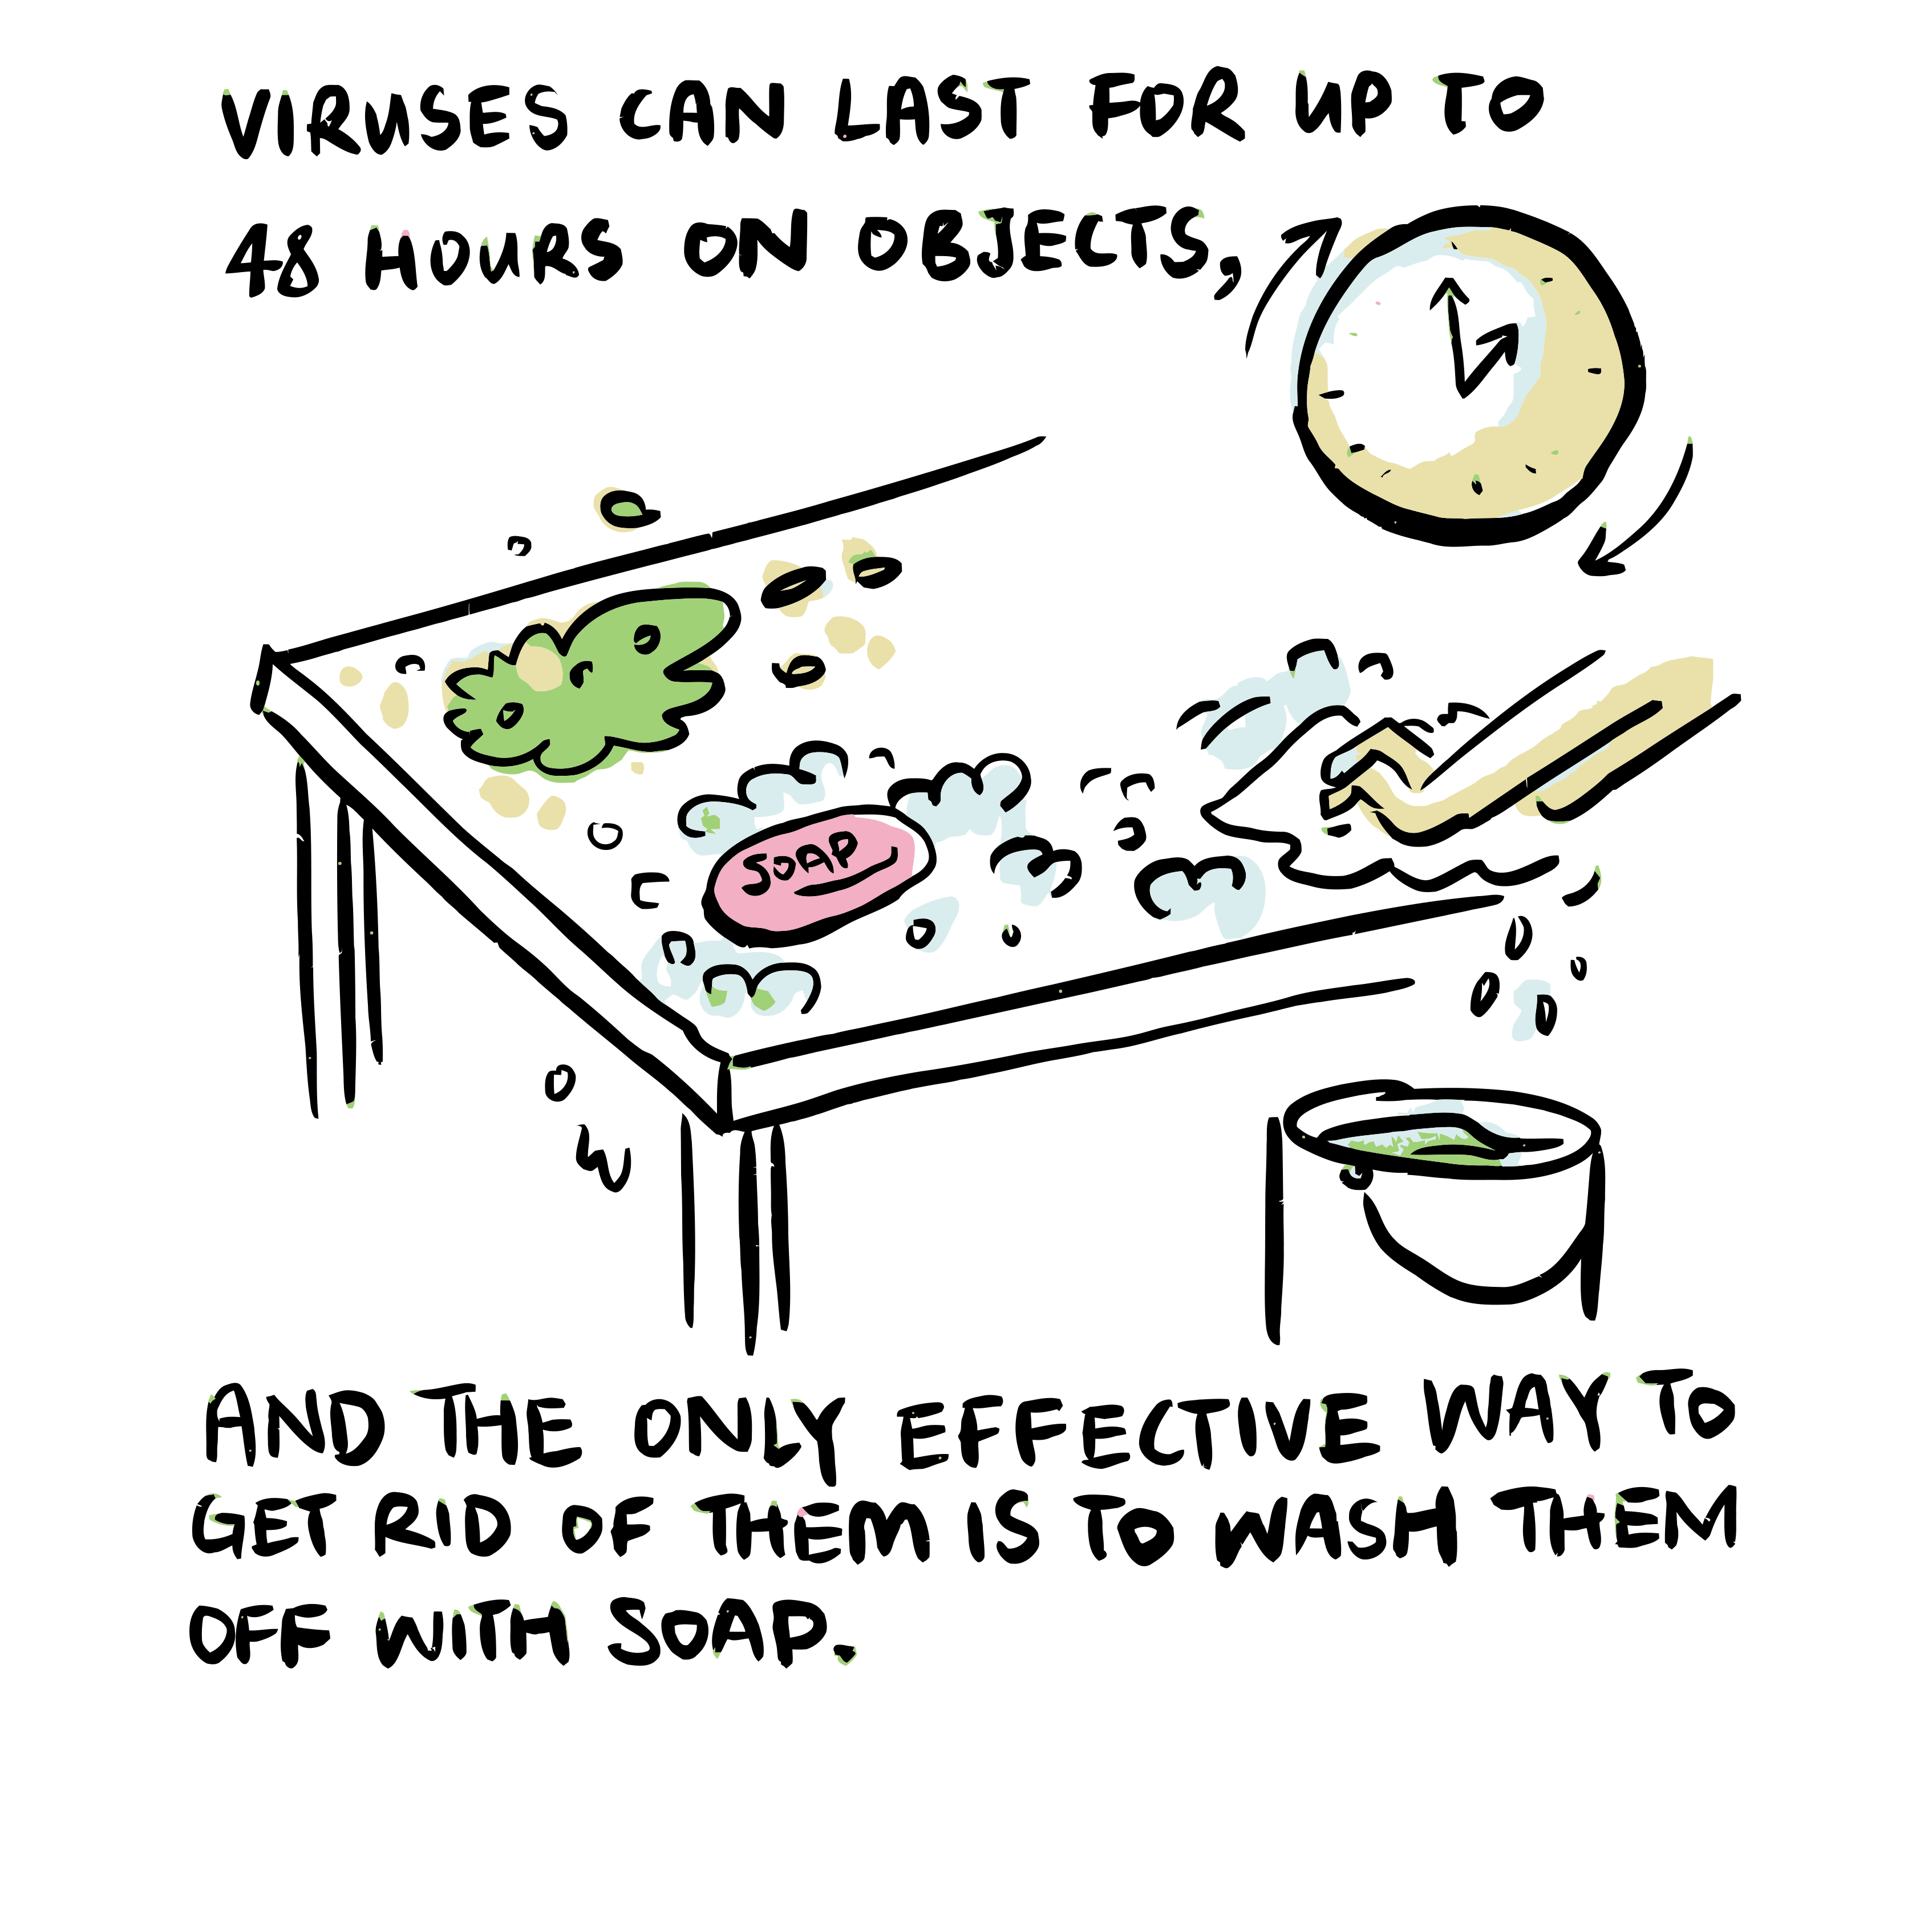 VIRUSES CAN LAST FOR UP TO
48 HOURS ON OBJECTS,
SOAP
AND THE ONLY EFFECTIVE WAY TO
GET RID OF THEM IS TO WASH THEM
OFF WITH SOAP.